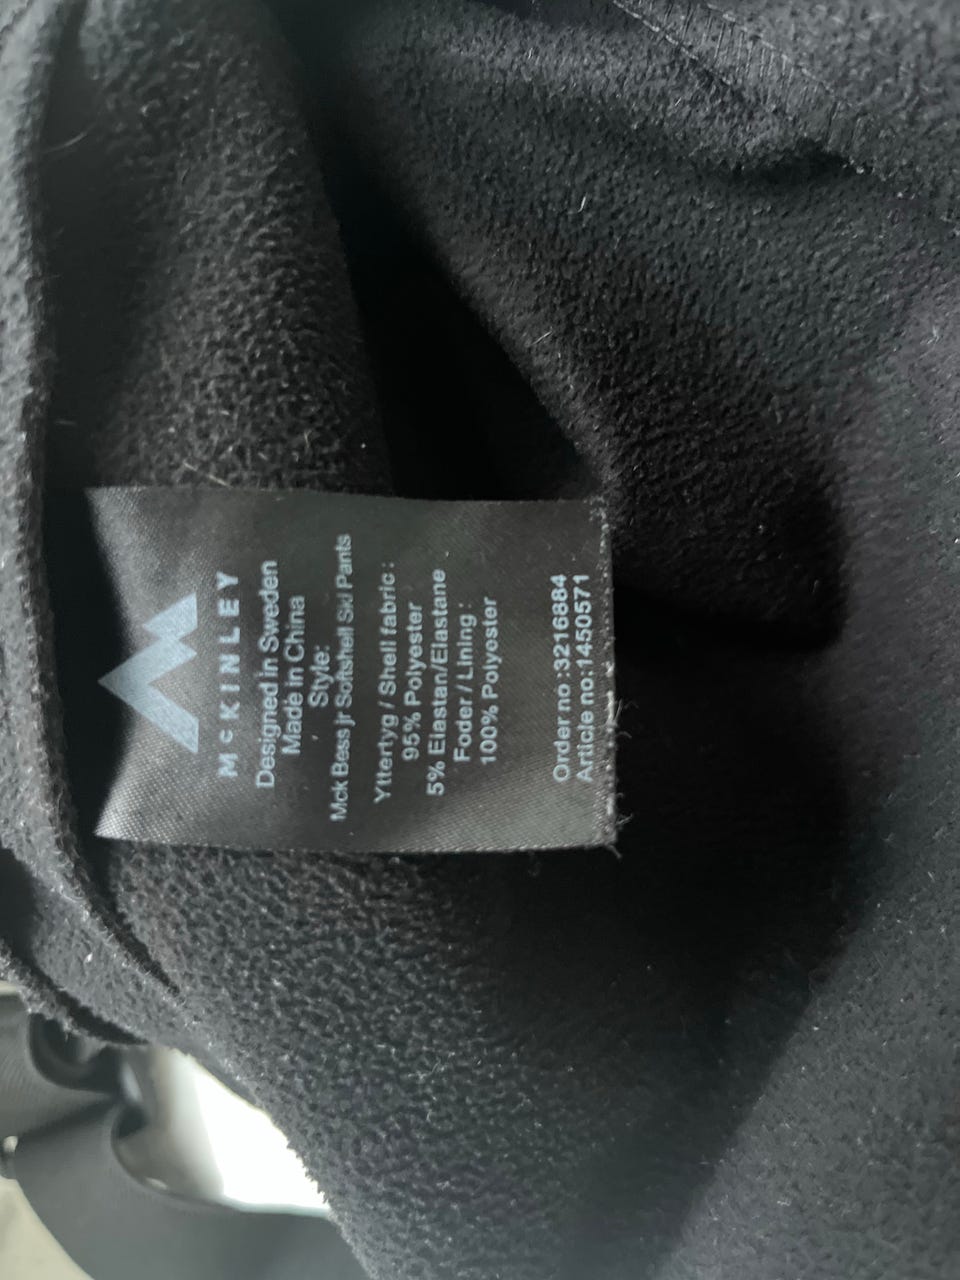 McKINLEY
Designed in Sweden
Made in China
Style:
Mck Bess jr Softshell Ski Pants
Yttertyg / Shell fabric :
95% Polyester
5% Elastan/Elastane
Foder / Lining :
100% Polyester
Order no :3216884
Article no:1450571